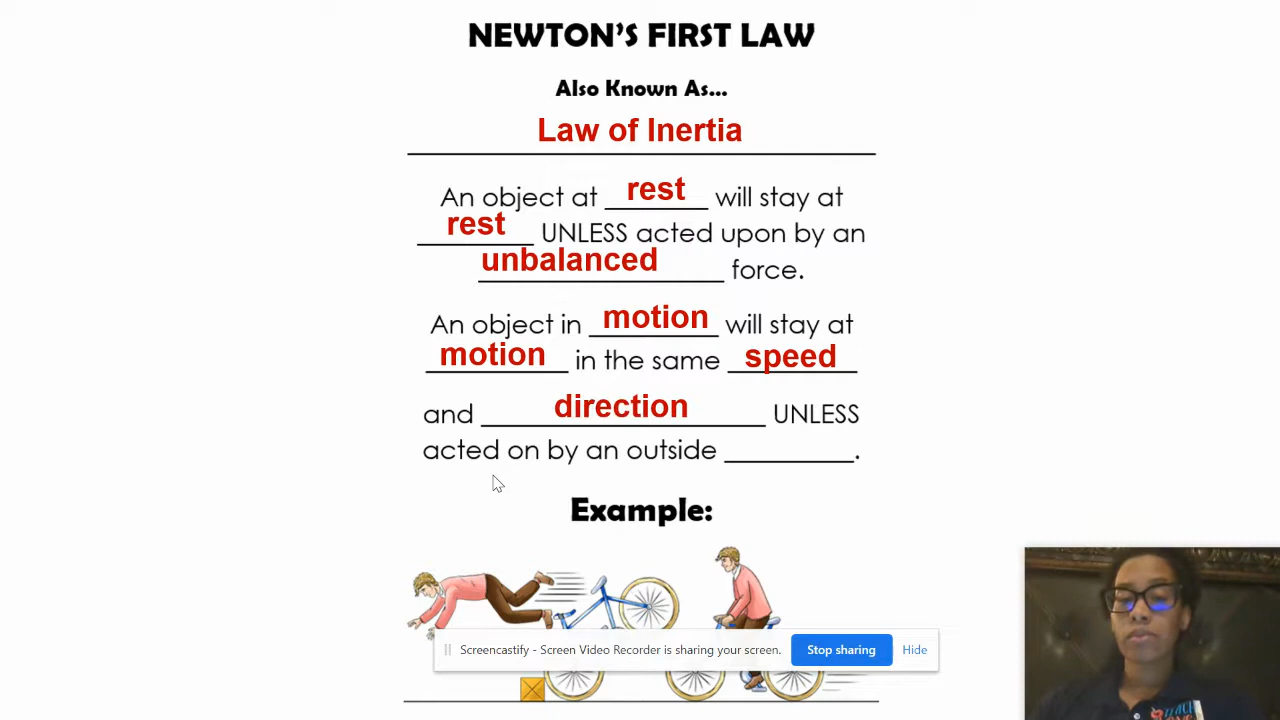 NEWTON'S FIRST LAW
Also Known As...
Law of Inertia
An object at rest will stay at
rest UNLESS acted upon by an
unbalanced force.
An object in motion will stay at
motion in the same speed
and direction UNLESS
acted on by an outside __________.
Example:
Screencastify - Screen Video Recorder is sharing your screen. Stop sharing Hide